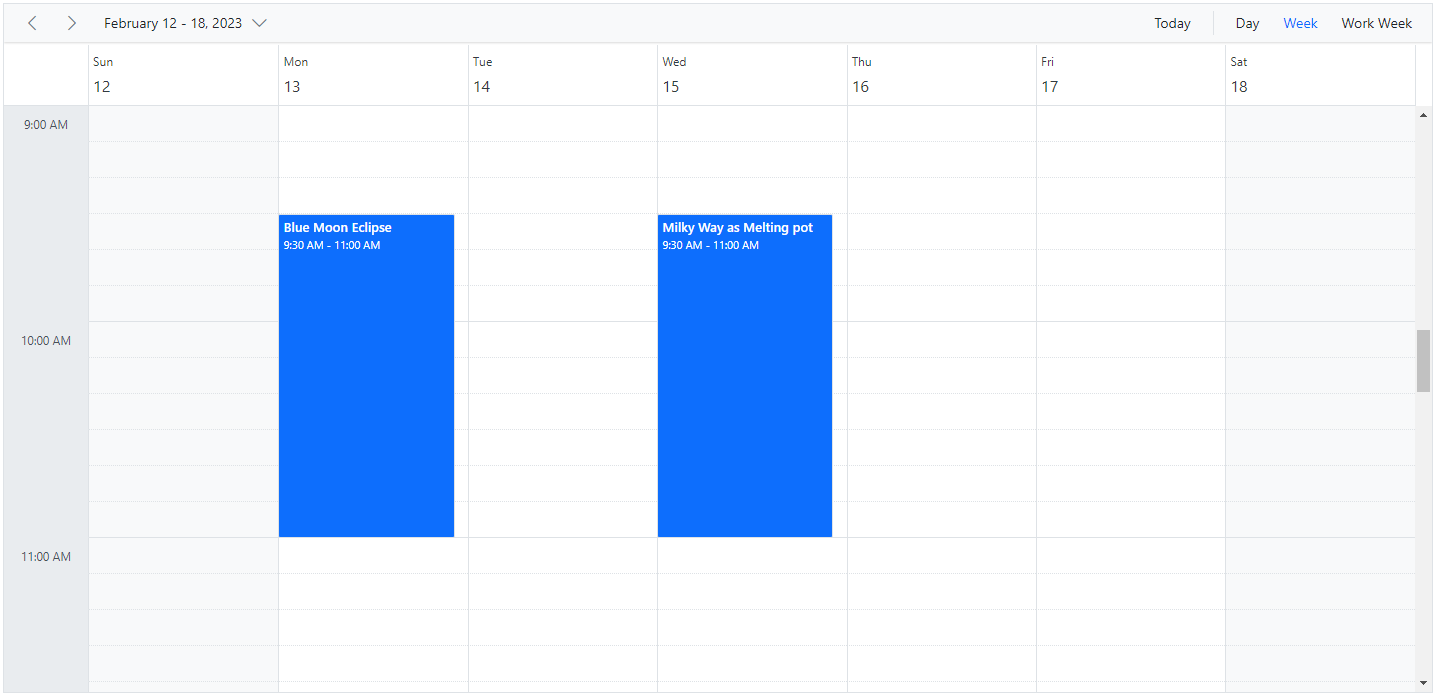 February 12 - 18, 2023 Today Day Week Work Week
Sun Mon Tue Wed Thu Fri Sat
12 13 14 15 16 17 18
9:00 AM
Blue Moon Eclipse
9:30 AM - 11:00 AM
Milky Way as Melting pot
9:30 AM - 11:00 AM
10:00 AM
11:00 AM